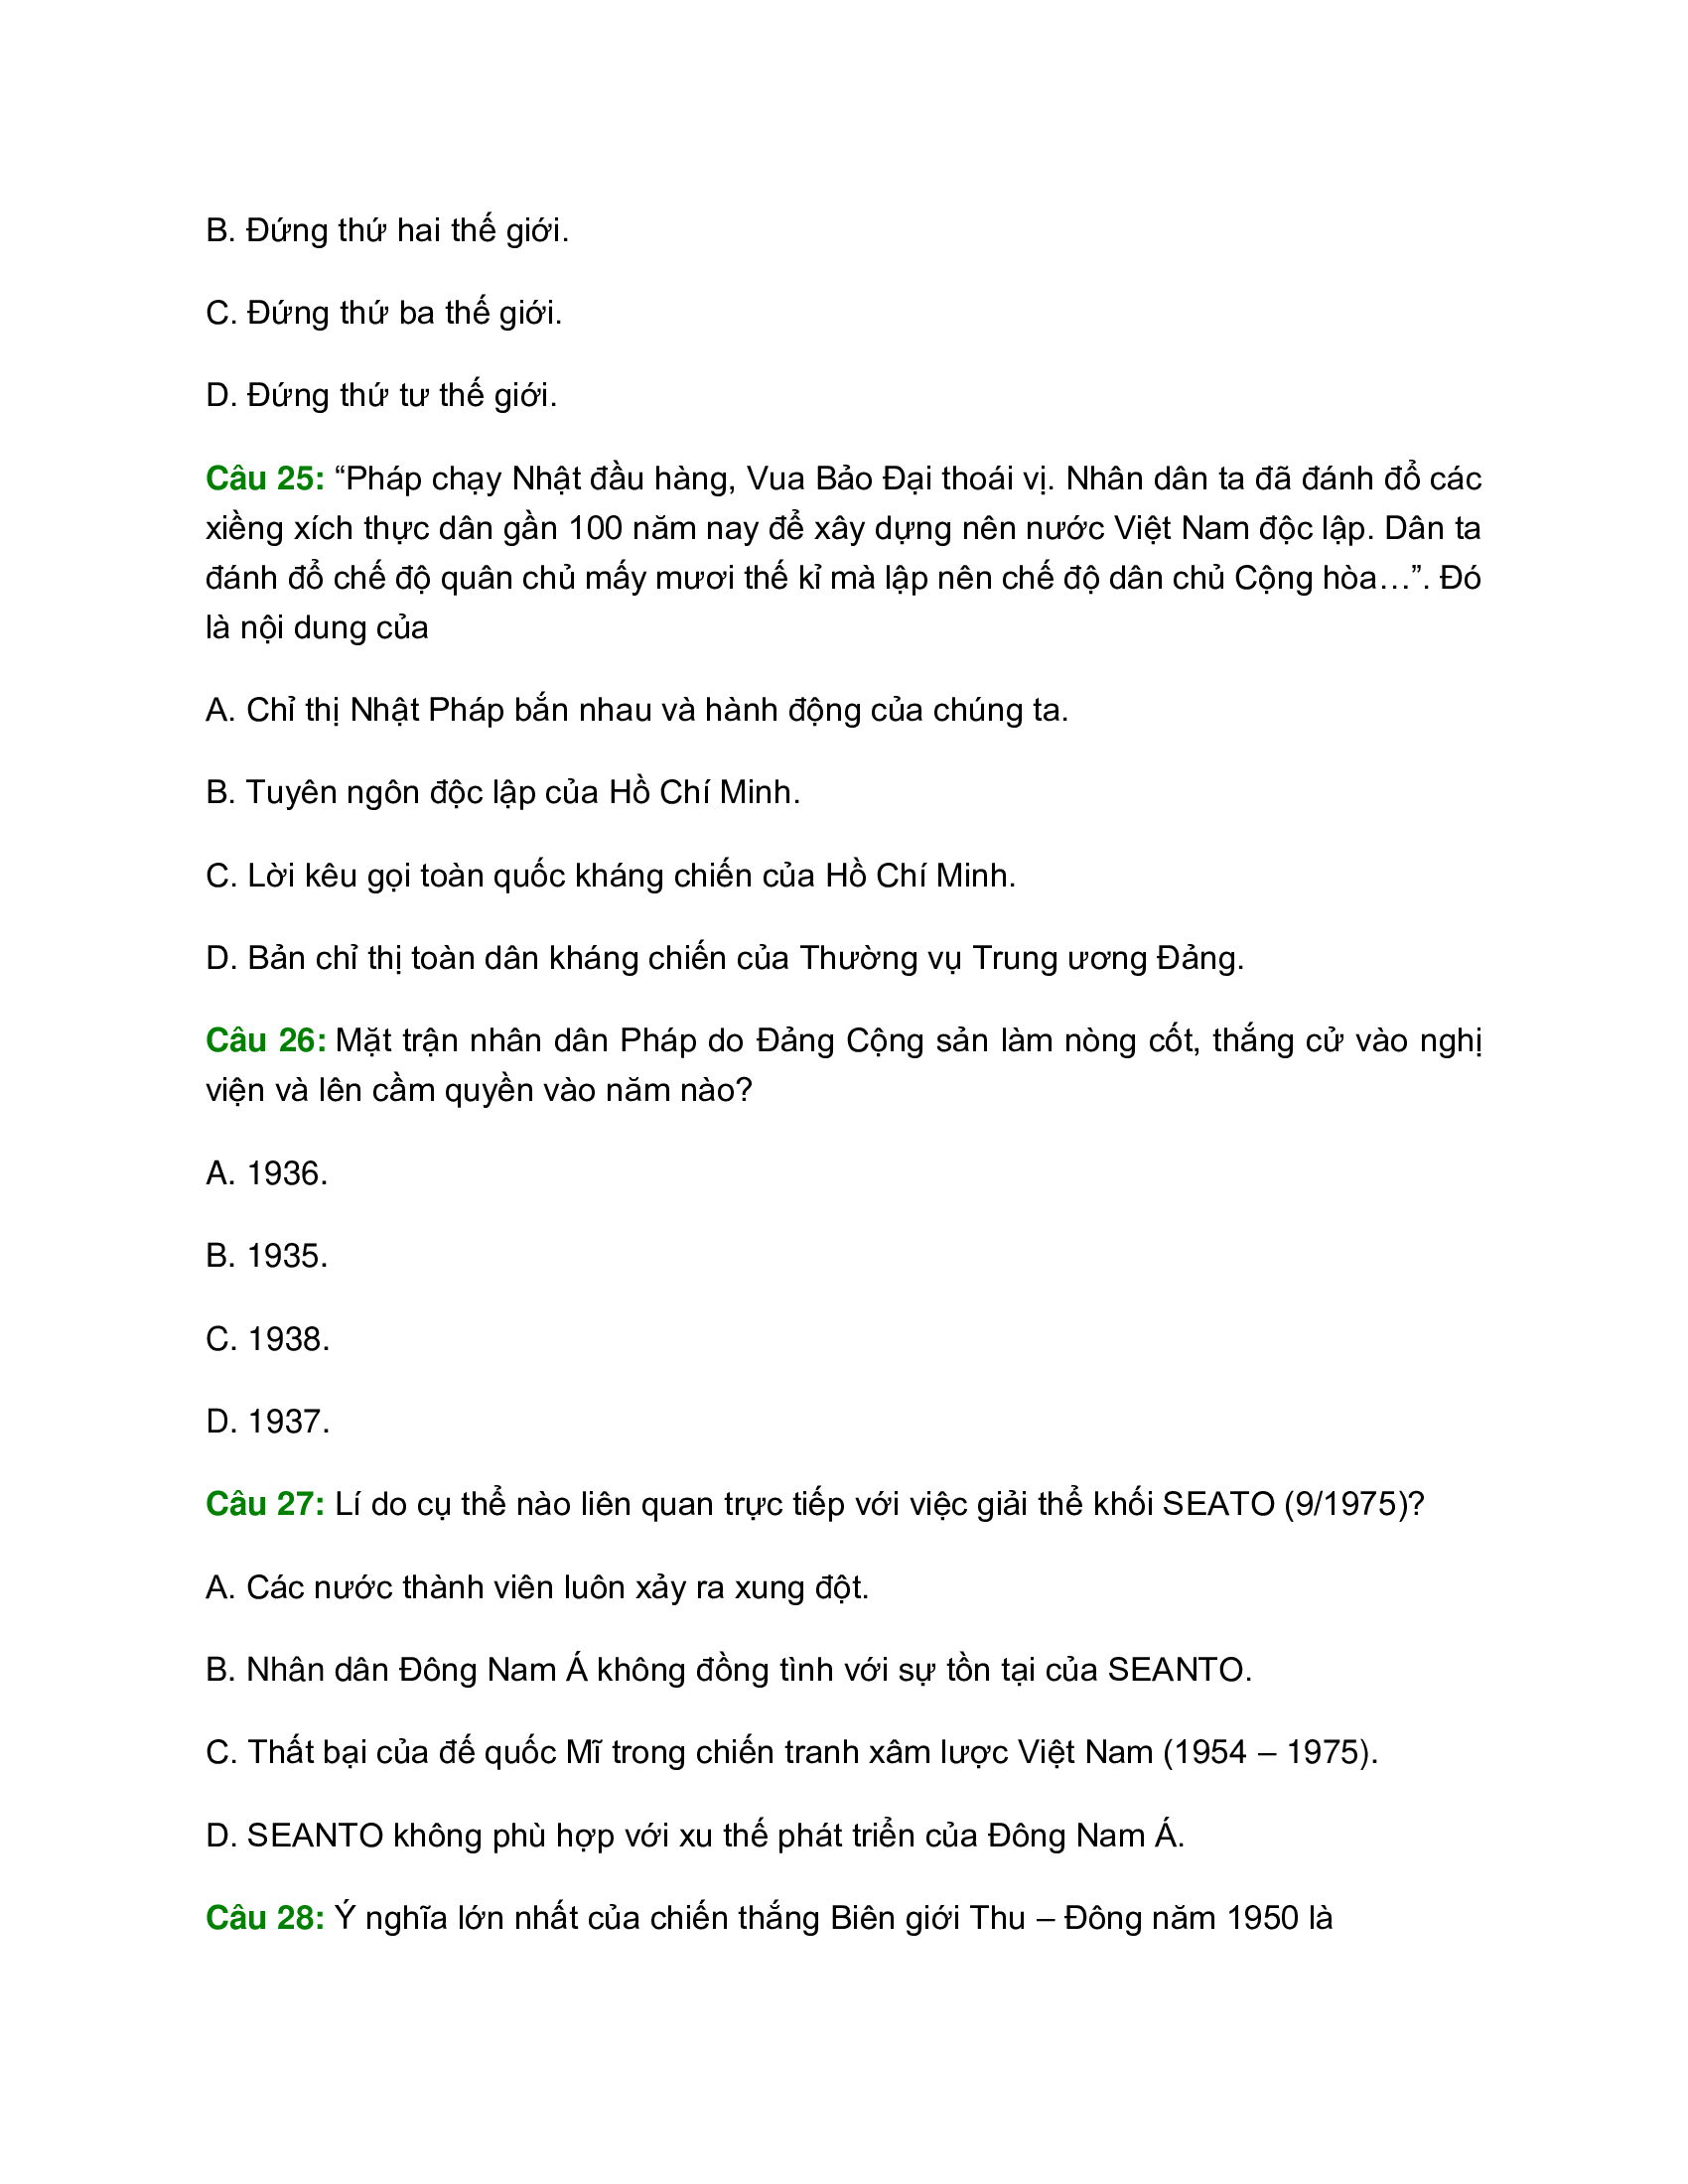 B. Đứng thứ hai thế giới.
C. Đứng thứ ba thế giới.
D. Đứng thứ tư thế giới.
Câu 25: “Pháp chạy Nhật đầu hàng, Vua Bảo Đại thoái vị. Nhân dân ta đã đánh đổ các
xiềng xích thực dân gần 100 năm nay để xây dựng nên nước Việt Nam độc lập. Dân ta
đánh đổ chế độ quân chủ mấy mươi thế kỉ mà lập nên chế độ dân chủ Cộng hòa…”. Đó
là nội dung của
A. Chỉ thị Nhật Pháp bắn nhau và hành động của chúng ta.
B. Tuyên ngôn độc lập của Hồ Chí Minh.
C. Lời kêu gọi toàn quốc kháng chiến của Hồ Chí Minh.
D. Bản chỉ thị toàn dân kháng chiến của Thường vụ Trung ương Đảng.
Câu 26: Mặt trận nhân dân Pháp do Đảng Cộng sản làm nòng cốt, thắng cử vào nghị
viện và lên cầm quyền vào năm nào?
A. 1936.
B. 1935.
C. 1938.
D. 1937.
Câu 27: Lí do cụ thể nào liên quan trực tiếp với việc giải thể khối SEATO (9/1975)?
A. Các nước thành viên luôn xảy ra xung đột.
B. Nhân dân Đông Nam Á không đồng tình với sự tồn tại của SEANTO.
C. Thất bại của đế quốc Mĩ trong chiến tranh xâm lược Việt Nam (1954 – 1975).
D. SEANTO không phù hợp với xu thế phát triển của Đông Nam Á.
Câu 28: Ý nghĩa lớn nhất của chiến thắng Biên giới Thu – Đông năm 1950 là